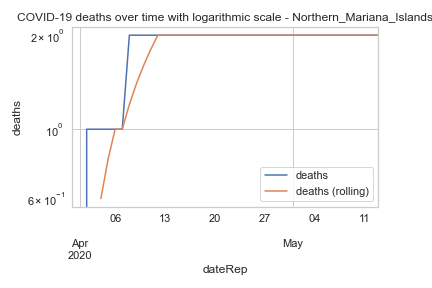 COVID-19 deaths over time with logarithmic scale - Northern_Mariana_Islands
2 × 10⁰
10⁰
6 × 10⁻¹
deaths
deaths
deaths (rolling)
06 13 20 27 04 11
Apr May
2020
dateRep